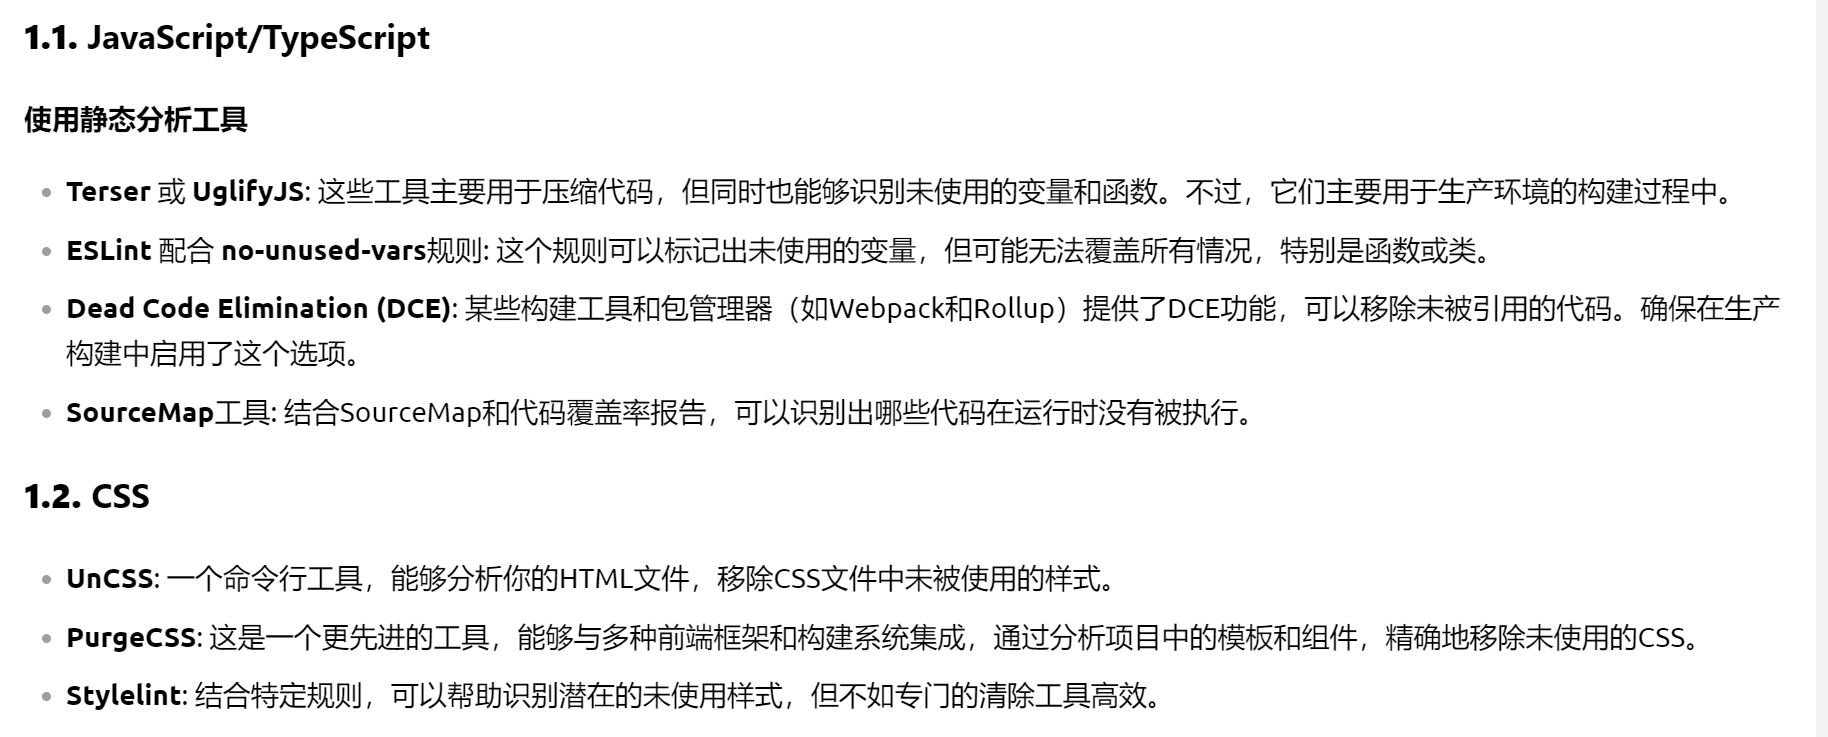 1.1. JavaScript/TypeScript
使用静态分析工具
Terser 或 UglifyJS: 这些工具主要用于压缩代码，但同时也能够识别未使用的变量和函数。不过，它们主要用于生产环境的构建过程中。
ESLint 配合 no-unused-vars规则: 这个规则可以标记出未使用的变量，但可能无法覆盖所有情况，特别是函数或类。
Dead Code Elimination (DCE): 某些构建工具和包管理器（如Webpack和Rollup）提供了DCE功能，可以移除未被引用的代码。确保在生产
构建中启用了这个选项。
SourceMap工具: 结合SourceMap和代码覆盖率报告，可以识别出哪些代码在运行时没有被执行。
1.2. CSS
UnCSS: 一个命令行工具，能够分析你的HTML文件，移除CSS文件中未被使用的样式。
PurgeCSS: 这是一个更先进的工具，能够与多种前端框架和构建系统集成，通过分析项目中的模板和组件，精确地移除未使用的CSS。
Stylelint: 结合特定规则，可以帮助识别潜在的未使用样式，但不如专门的清除工具高效。